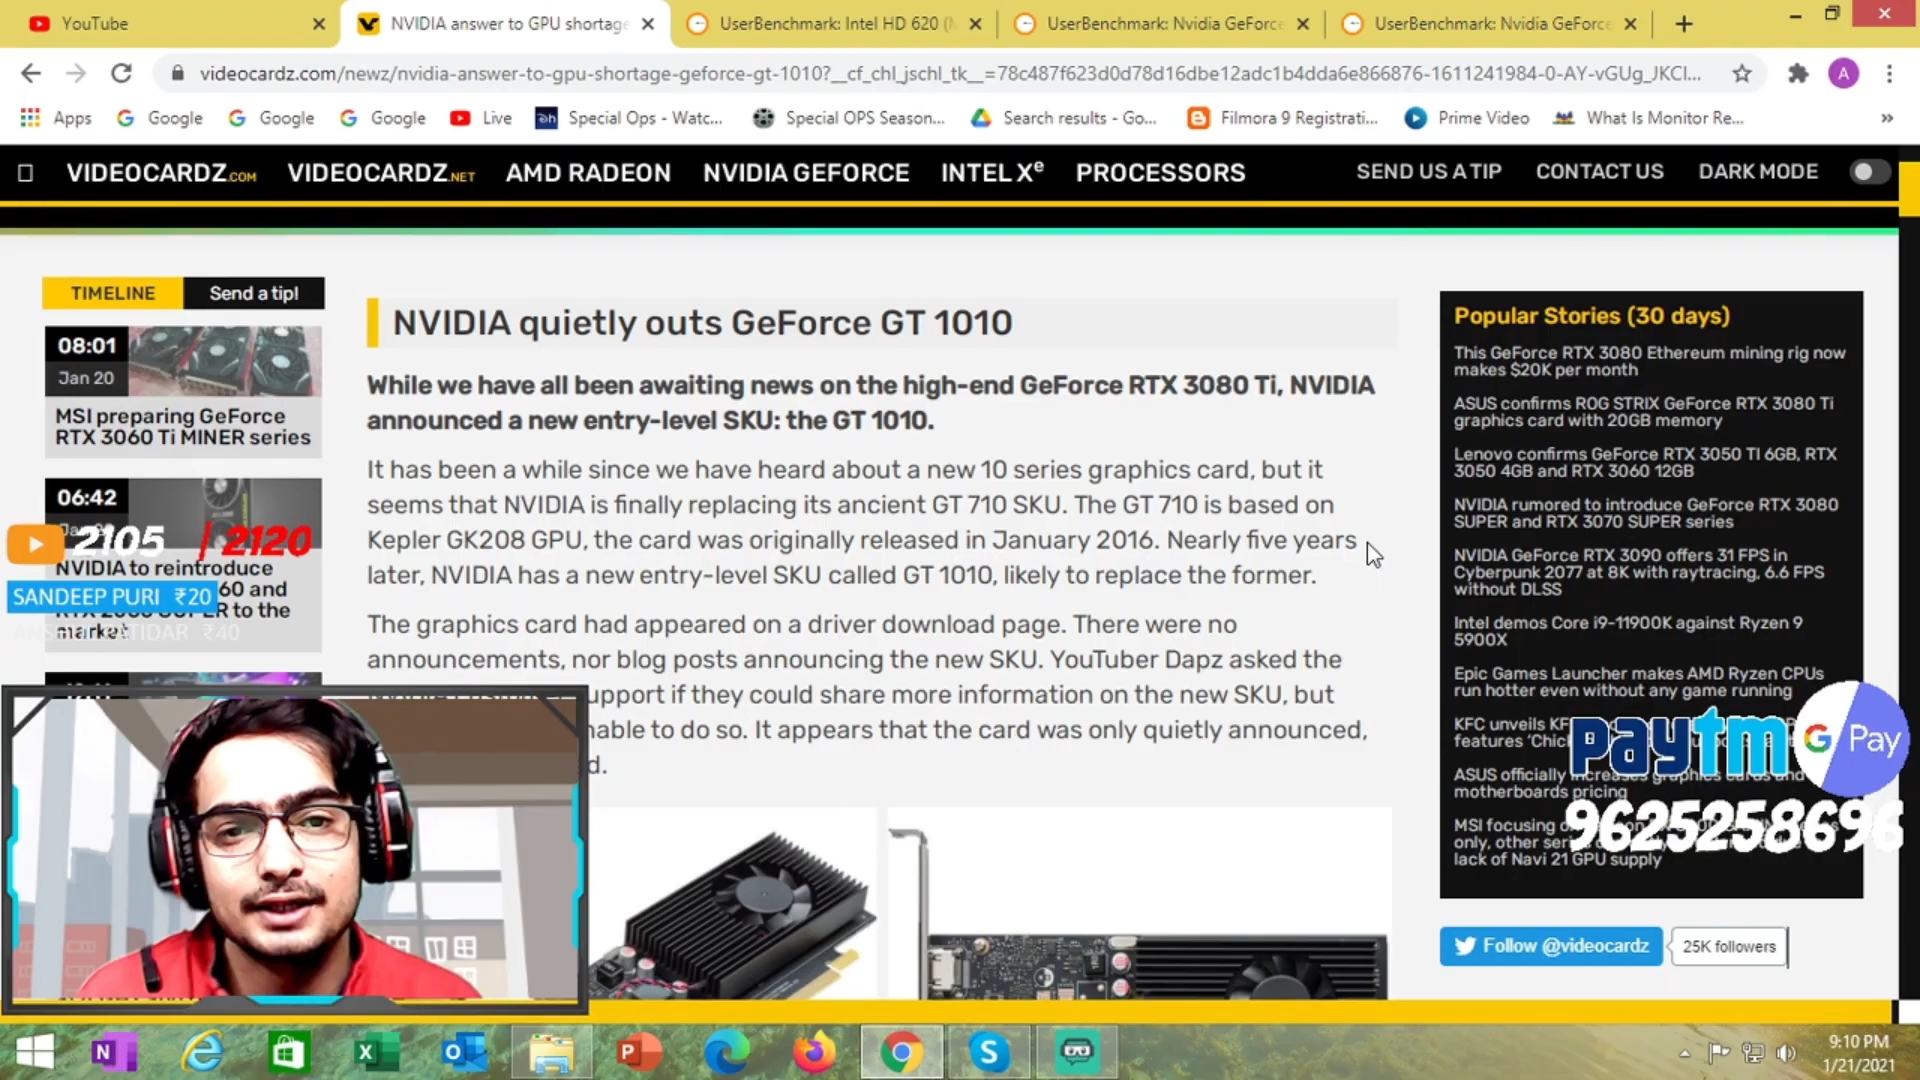 YouTube
NVIDIA answer to GPU shortage
UserBenchmark: Intel HD 620 (
UserBenchmark: Nvidia GeForce
UserBenchmark: Nvidia GeForce
videocardz.com/newz/nvidia-answer-to-gpu-shortage-geforce-gt-1010?__cf_chl_jschl_tk__=78c487f623d0d78d16dbe12adc1b4dda6e866876-1611241984-0-AY-vGUg_JKCl...
A
Apps
Google
Google
Google
Live
Special Ops - Watc...
Special OPS Season...
Search results - Go...
Filmora 9 Registrati...
Prime Video
What Is Monitor Re...
VIDEOCARDZ.COM
VIDEOCARDZ.NET
AMD RADEON
NVIDIA GEFORCE
INTEL Xe
PROCESSORS
SEND US A TIP
CONTACT US
DARK MODE
TIMELINE
Send a tip!
08:01
Jan 20
MSI preparing GeForce
RTX 3060 Ti MINER series
06:42
2105 / 2120
NVIDIA to reintroduce
SANDEEP PURI ₹20
60 and
to the
market
₹40
NVIDIA quietly outs GeForce GT 1010
While we have all been awaiting news on the high-end GeForce RTX 3080 Ti, NVIDIA
announced a new entry-level SKU: the GT 1010.
It has been a while since we have heard about a new 10 series graphics card, but it
seems that NVIDIA is finally replacing its ancient GT 710 SKU. The GT 710 is based on
Kepler GK208 GPU, the card was originally released in January 2016. Nearly five years
later, NVIDIA has a new entry-level SKU called GT 1010, likely to replace the former.
The graphics card had appeared on a driver download page. There were no
announcements, nor blog posts announcing the new SKU. YouTuber Dapz asked the
upport if they could share more information on the new SKU, but
nable to do so. It appears that the card was only quietly announced,
d.
Popular Stories (30 days)
This GeForce RTX 3080 Ethereum mining rig now
makes $20K per month
ASUS confirms ROG STRIX GeForce RTX 3080 Ti
graphics card with 20GB memory
Lenovo confirms GeForce RTX 3050 TI 6GB, RTX
3050 4GB and RTX 3060 12GB
NVIDIA rumored to introduce GeForce RTX 3080
SUPER and RTX 3070 SUPER series
NVIDIA GeForce RTX 3090 offers 31 FPS in
Cyberpunk 2077 at 8K with raytracing, 6.6 FPS
without DLSS
Intel demos Core i9-11900K against Ryzen 9
5900X
Epic Games Launcher makes AMD Ryzen CPUs
run hotter even without any game running
KFC unveils
features
ASUS officially increases graphics cards and
motherboards pricing
MSI focusing
only, other
lack of Navi 21 GPU supply
paytm
G Pay
9625258696
Follow @videocardz
25K followers
9:10 PM
1/21/2021